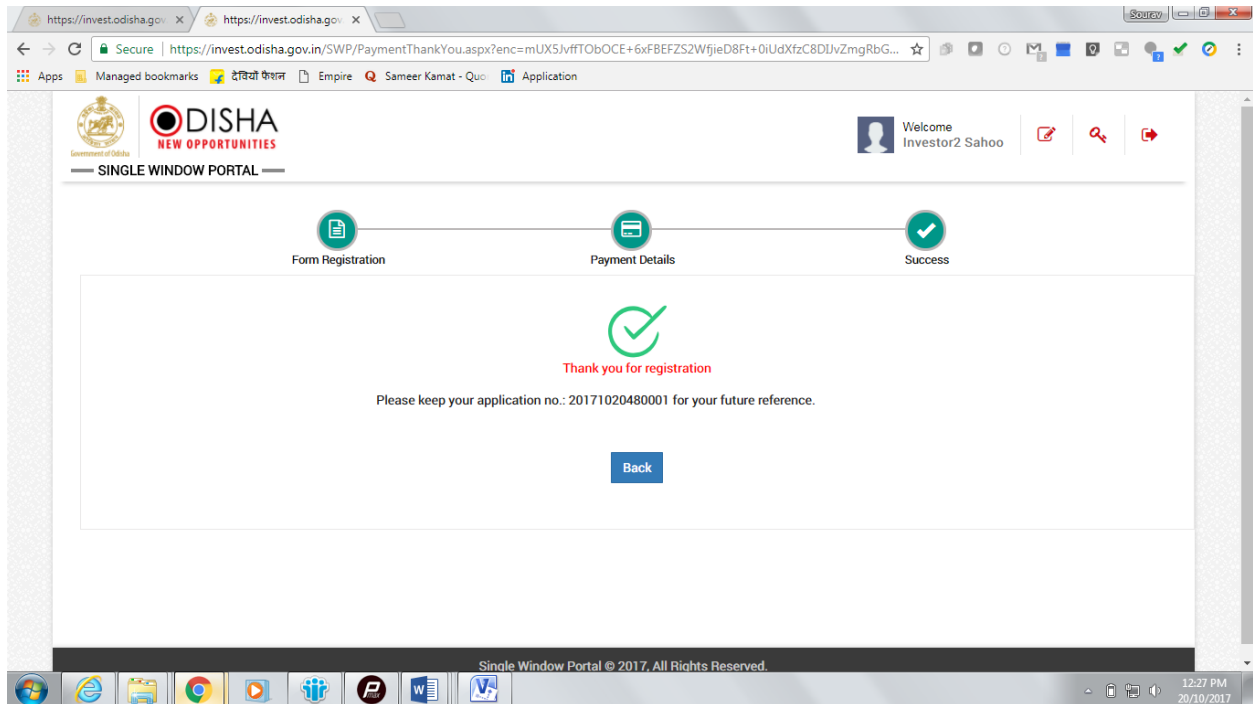 https://invest.odisha.gov
https://invest.odisha.gov
Sourav
Secure | https://invest.odisha.gov.in/SWP/PaymentThankYou.aspx?enc=mUX5JvffTObOCE+6xFBEFZS2WfjieD8Ft+0iUdXfzC8DIJvZmgRbG...
Apps Managed bookmarks देवियों फैशन Empire Sameer Kamat - Quo Application
Government of Odisha
ODISHA
NEW OPPORTUNITIES
SINGLE WINDOW PORTAL
Welcome
Investor2 Sahoo
Form Registration Payment Details Success
Thank you for registration
Please keep your application no.: 20171020480001 for your future reference.
Back
Single Window Portal © 2017, All Rights Reserved.
12:27 PM
20/10/2017